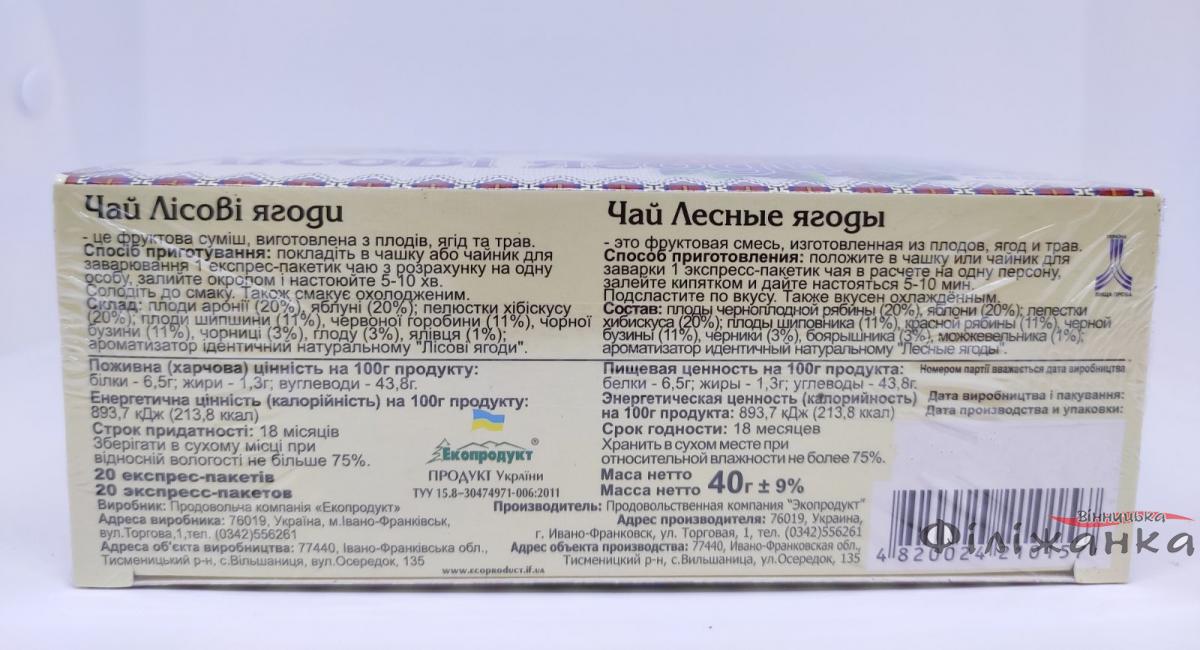 Чай Лісові ягоди
- це фруктова суміш, виготовлена з плодів, ягід та трав.
Спосіб приготування: покладіть в чашку або чайник для
заварювання 1 експрес-пакетик чаю з розрахунку на одну
особу, залийте окропом і настоюйте 5-10 хв.
Солодіть до смаку. Також смакує охолодженим.
Склад: плоди аронії (20%), яблуні (20%); пелюстки хібіскусу
(20%); плоди шипшини (11%), червоної горобини (11%), чорної
бузини (11%), чорниці (3%), глоду (3%), ялівця (1%);
ароматизатор ідентичний натуральному "Лісові ягоди".
Поживна (харчова) цінність на 100г продукту:
білки - 6,5г; жири - 1,3г; вуглеводи - 43,8г.
Енергетична цінність (калорійність) на 100г продукту:
893,7 кДж (213,8 ккал)
Строк придатності: 18 місяців
Зберігати в сухому місці при
відносній вологості не більше 75%.
20 експрес-пакетів
20 экспресс-пакетов
Виробник: Продовольча компанія «Екопродукт»
Адреса виробника: 76019, Україна, м.Івано-Франківськ,
вул.Торгова,1,тел. (0342)556261
Адреса об'єкта виробництва: 77440, Івано-Франківська обл.,
Тисменицький р-н, с.Вільшаниця, вул.Осередок, 135
Екопродукт®
ПРОДУКТ України
ТУУ 15.8-30474971-006:2011
www.ecoproduct.if.ua
Чай Лесные ягоды
- это фруктовая смесь, изготовленная из плодов, ягод и трав.
Способ приготовления: положите в чашку или чайник для
заварки 1 экспресс-пакетик чая в расчете на одну персону,
залейте кипятком и дайте настояться 5-10 мин.
Подсластите по вкусу. Также вкусен охлаждённым.
Состав: плоды черноплодной рябины (20%), яблони (20%); лепестки
хибискуса (20%); плоды шиповника (11%), красной рябины (11%), черной
бузины (11%), черники (3%), боярышника (3%), можжевельника (1%);
ароматизатор идентичный натуральному "Лесные ягоды".
Пищевая ценность на 100г продукта:
белки - 6,5г; жиры - 1,3г; углеводы - 43,8г.
Энергетическая ценность (калорийность)
на 100г продукта: 893,7 кДж (213,8 ккал)
Срок годности: 18 месяцев
Хранить в сухом месте при
относительной влажности не более 75%.
Маса нетто
Масса нетто 40г ± 9%
Производитель: Продовольственная компания "Экопродукт"
Адрес производителя: 76019, Украина,
г. Ивано-Франковск, ул. Торговая, 1, тел. (0342)556261
Адрес объекта производства: 77440, Ивано-Франковская обл.,
Тисменицкий р-н, с.Вильшаница, ул.Осередок, 135
Номером партії вважається дата виробництва
Дата виробництва і пакування:
Дата производства и упаковки:
Вінницька
Філіжанка